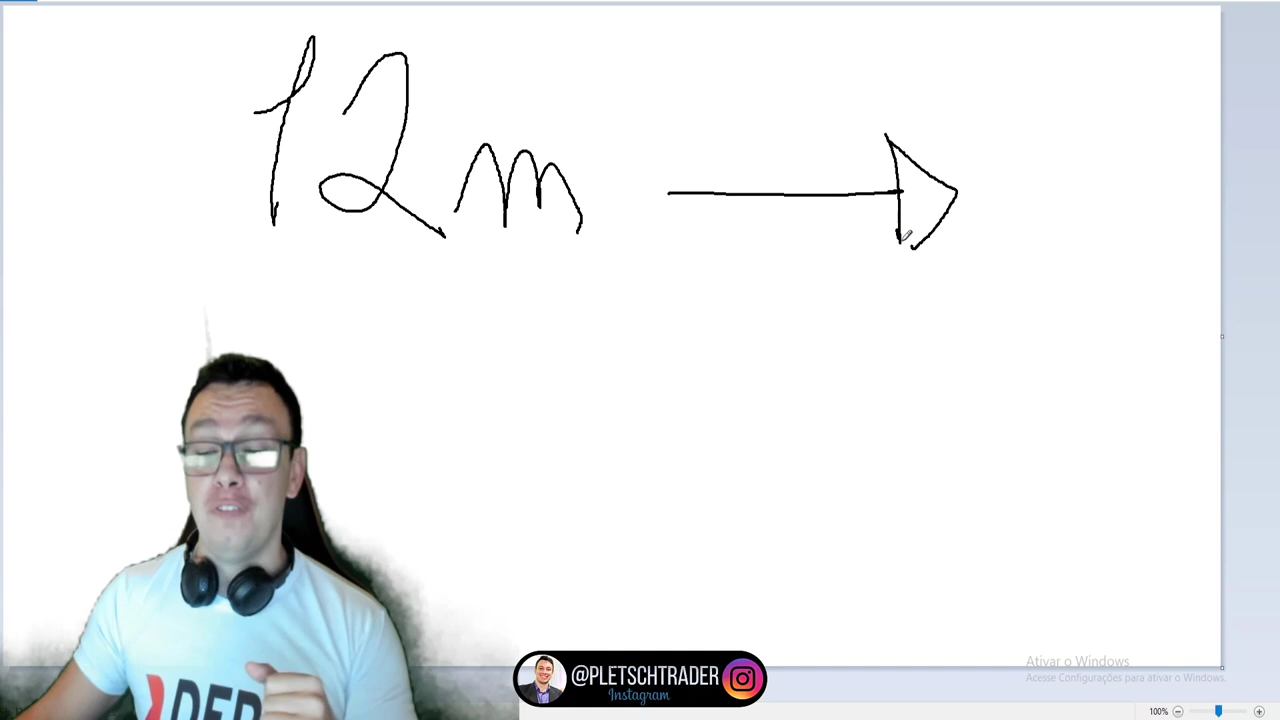 12m
@PLETSCHTRADER
Instagram
Ativar o Windows
Acesse Configurações para ativar o Windows.
100%